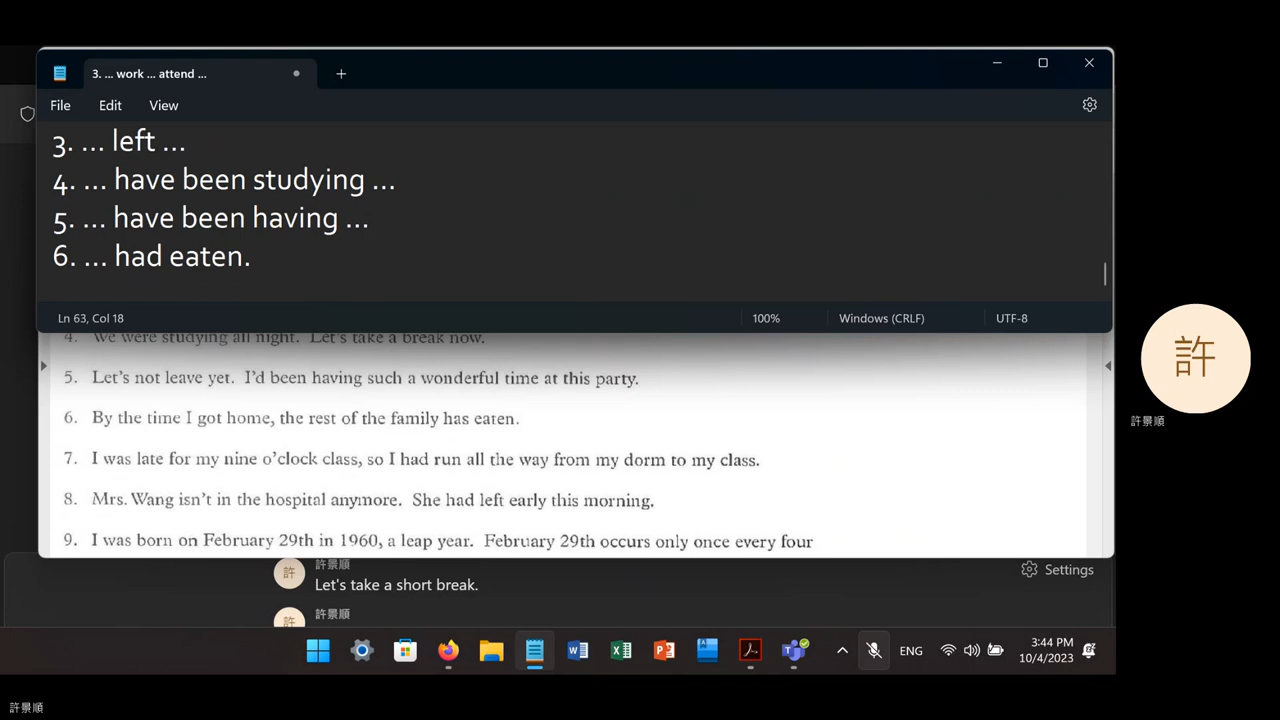 3. ... work ... attend ...
File Edit View
3. ... left ...
4. ... have been studying ...
5. ... have been having ...
6. ... had eaten.
Ln 63, Col 18 100% Windows (CRLF) UTF-8
4. We were studying all night. Let's take a break now.
5. Let's not leave yet. I'd been having such a wonderful time at this party.
6. By the time I got home, the rest of the family has eaten.
7. I was late for my nine o'clock class, so I had run all the way from my dorm to my class.
8. Mrs. Wang isn't in the hospital anymore. She had left early this morning.
9. I was born on February 29th in 1960, a leap year. February 29th occurs only once every four
許
許景順
許 許景順
Let's take a short break.
Settings
許 許景順
ENG
3:44 PM
10/4/2023
許景順